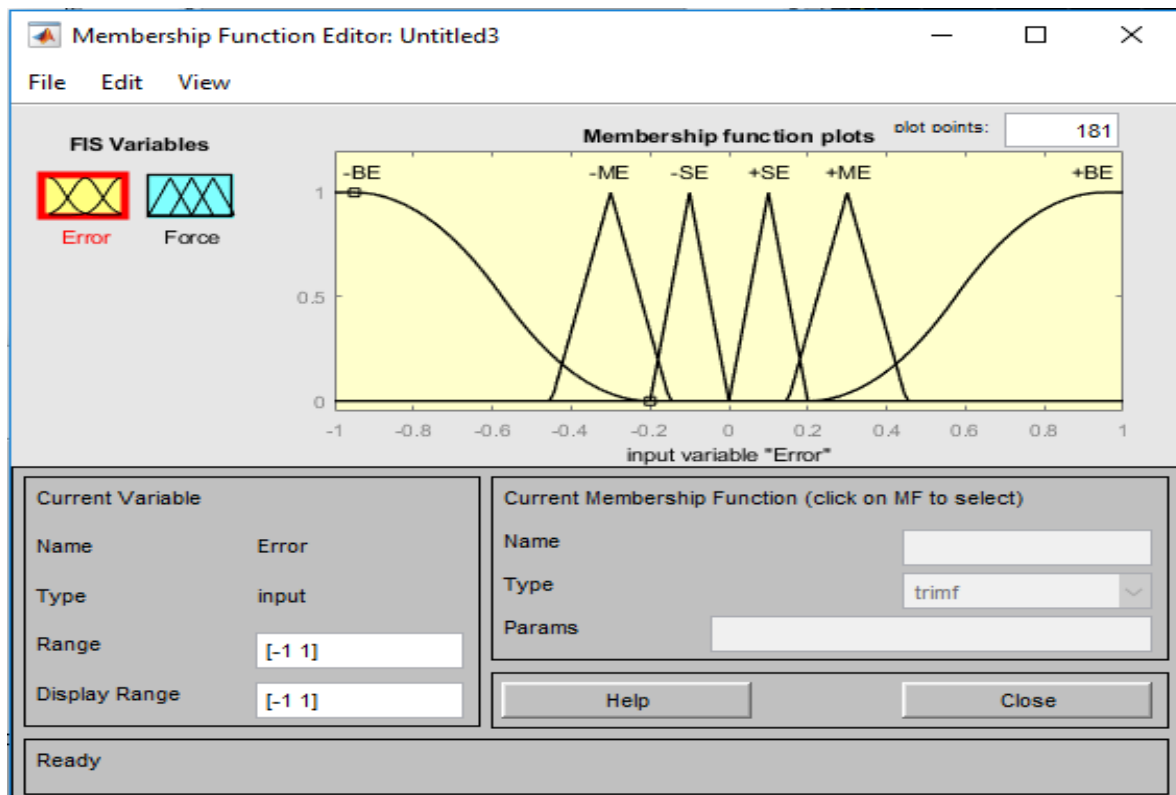 Membership Function Editor: Untitled3
File Edit View
FIS Variables
Error Force
Membership function plots plot points: 181
-BE -ME -SE +SE +ME +BE
1
0.5
0
-1 -0.8 -0.6 -0.4 -0.2 0 0.2 0.4 0.6 0.8 1
input variable "Error"
Current Variable
Name Error
Type input
Range [-1 1]
Display Range [-1 1]
Current Membership Function (click on MF to select)
Name
Type trimf
Params
Help Close
Ready